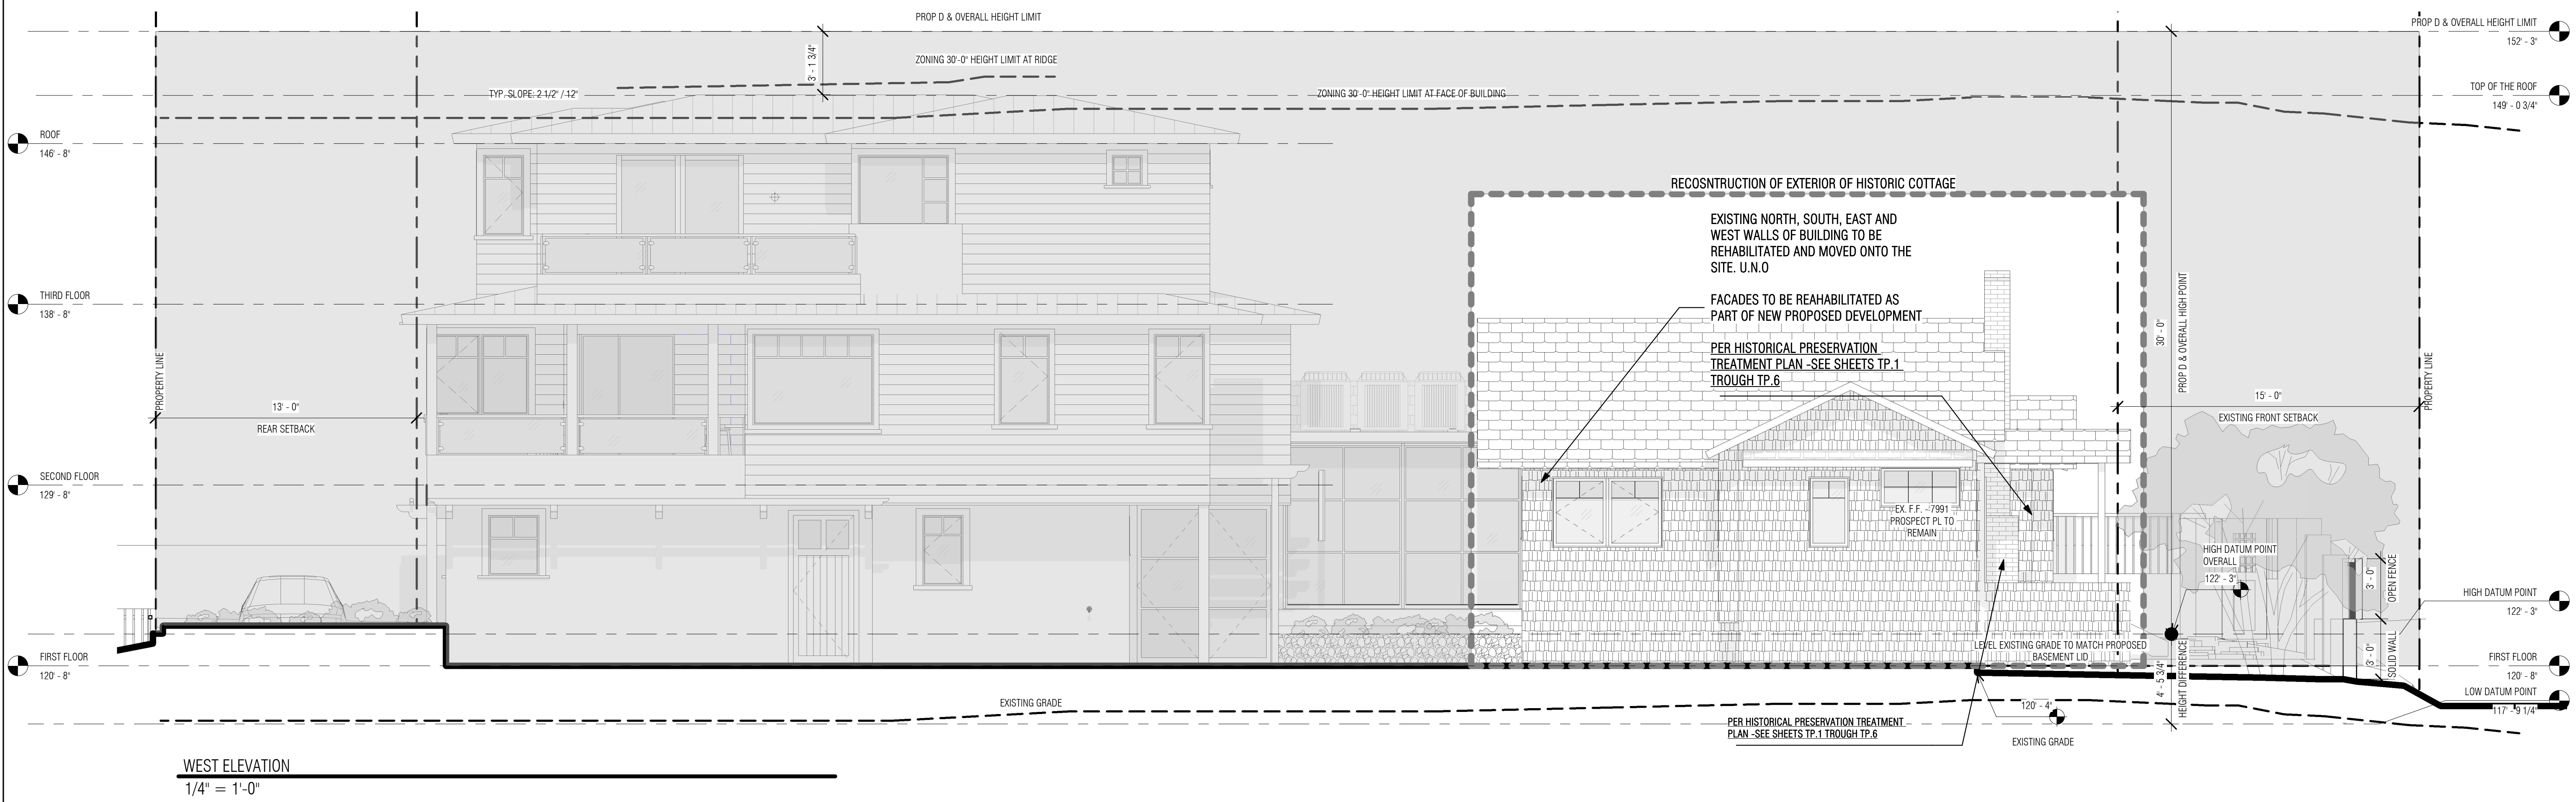 PROP D & OVERALL HEIGHT LIMIT
PROP D & OVERALL HEIGHT LIMIT
152' - 3"
3' - 1 3/4"
ZONING 30'-0" HEIGHT LIMIT AT RIDGE
TYP. SLOPE: 2 1/2" / 12"
ZONING 30'-0" HEIGHT LIMIT AT FACE OF BUILDING
TOP OF THE ROOF
149' - 0 3/4"
ROOF
146' - 8"
RECOSNTRUCTION OF EXTERIOR OF HISTORIC COTTAGE
EXISTING NORTH, SOUTH, EAST AND
WEST WALLS OF BUILDING TO BE
REHABILITATED AND MOVED ONTO THE
SITE. U.N.O
THIRD FLOOR
138' - 8"
FACADES TO BE REAHABILITATED AS
PART OF NEW PROPOSED DEVELOPMENT
PER HISTORICAL PRESERVATION
TREATMENT PLAN -SEE SHEETS TP.1
TROUGH TP.6
30' - 0"
PROP D & OVERALL HIGH POINT
PROPERTY LINE
PROPERTY LINE
13' - 0"
REAR SETBACK
15' - 0"
EXISTING FRONT SETBACK
SECOND FLOOR
129' - 8"
EX. F.F. - 7991
PROSPECT PL TO
REMAIN
HIGH DATUM POINT
OVERALL
122' - 3"
3' - 0"
OPEN FENCE
HIGH DATUM POINT
122' - 3"
FIRST FLOOR
120' - 8"
LEVEL EXISTING GRADE TO MATCH PROPOSED
BASEMENT LID
3' - 0"
SOLID WALL
FIRST FLOOR
120' - 8"
4' - 5 3/4"
HEIGHT DIFFERENCE
LOW DATUM POINT
117' - 9 1/4"
EXISTING GRADE
120' - 4"
PER HISTORICAL PRESERVATION TREATMENT
PLAN -SEE SHEETS TP.1 TROUGH TP.6
EXISTING GRADE
WEST ELEVATION
1/4" = 1'-0"